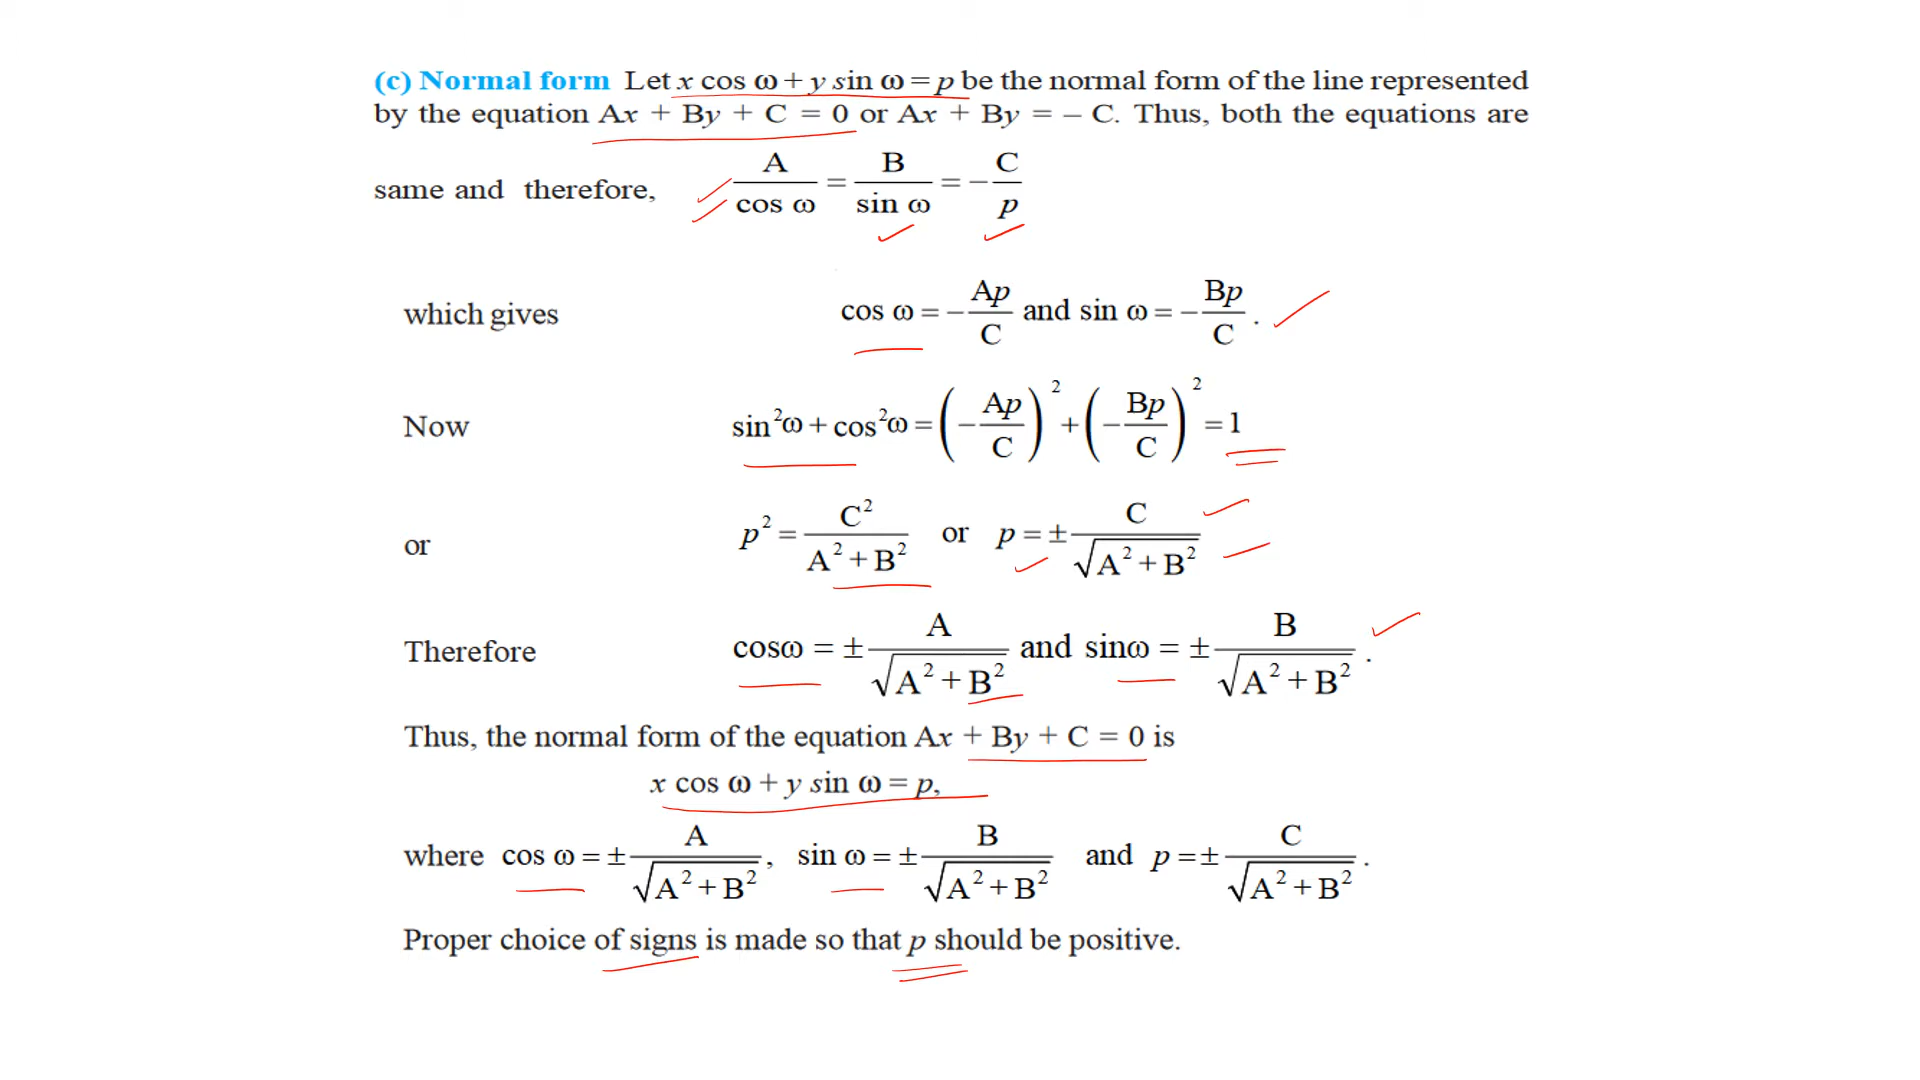 (c) Normal form Let x cos ω + y sin ω = p be the normal form of the line represented
by the equation Ax + By + C = 0 or Ax + By = – C. Thus, both the equations are
same and therefore, A/cos ω = B/sin ω = −C/p
which gives cos ω = −Ap/C and sin ω = −Bp/C .
Now sin²ω + cos²ω = (−Ap/C)² + (−Bp/C)² = 1
or p² = C²/(A² + B²) or p = ± C/√(A² + B²)
Therefore cosω = ± A/√(A² + B²) and sinω = ± B/√(A² + B²) .
Thus, the normal form of the equation Ax + By + C = 0 is
x cos ω + y sin ω = p,
where cos ω = ± A/√(A² + B²) , sin ω = ± B/√(A² + B²) and p = ± C/√(A² + B²) .
Proper choice of signs is made so that p should be positive.